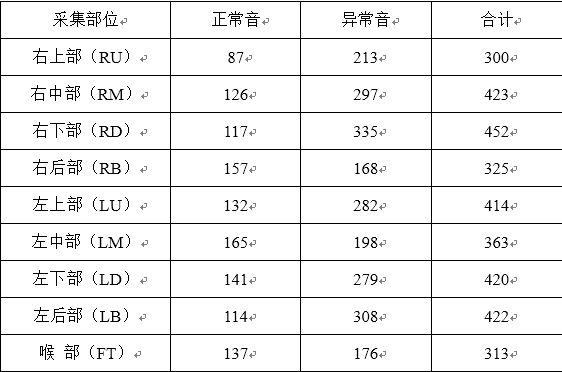 采集部位 正常音 异常音 合计
右上部（RU） 87 213 300
右中部（RM） 126 297 423
右下部（RD） 117 335 452
右后部（RB） 157 168 325
左上部（LU） 132 282 414
左中部（LM） 165 198 363
左下部（LD） 141 279 420
左后部（LB） 114 308 422
喉 部（FT） 137 176 313